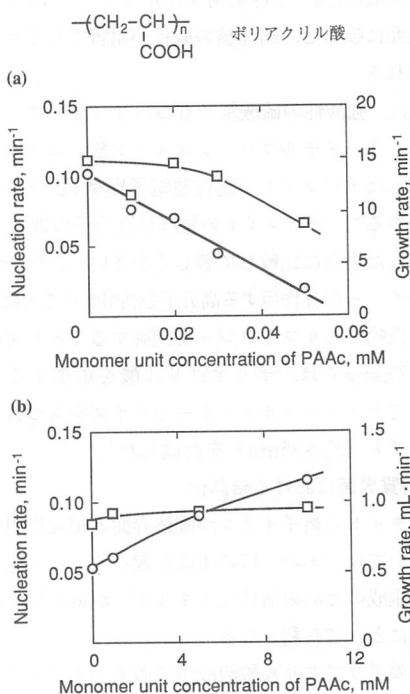 (CH₂-CH)n ポリアクリル酸
COOH
(a)
0.15
0.10
0.05
0 0.02 0.04 0.06
20
15
10
5
0
Nucleation rate, min⁻¹
Growth rate, min⁻¹
Monomer unit concentration of PAAc, mM
(b)
0.15
0.10
0.05
0 4 8 12
1.5
1.0
0.5
0
Nucleation rate, min⁻¹
Growth rate, mL·min⁻¹
Monomer unit concentration of PAAc, mM